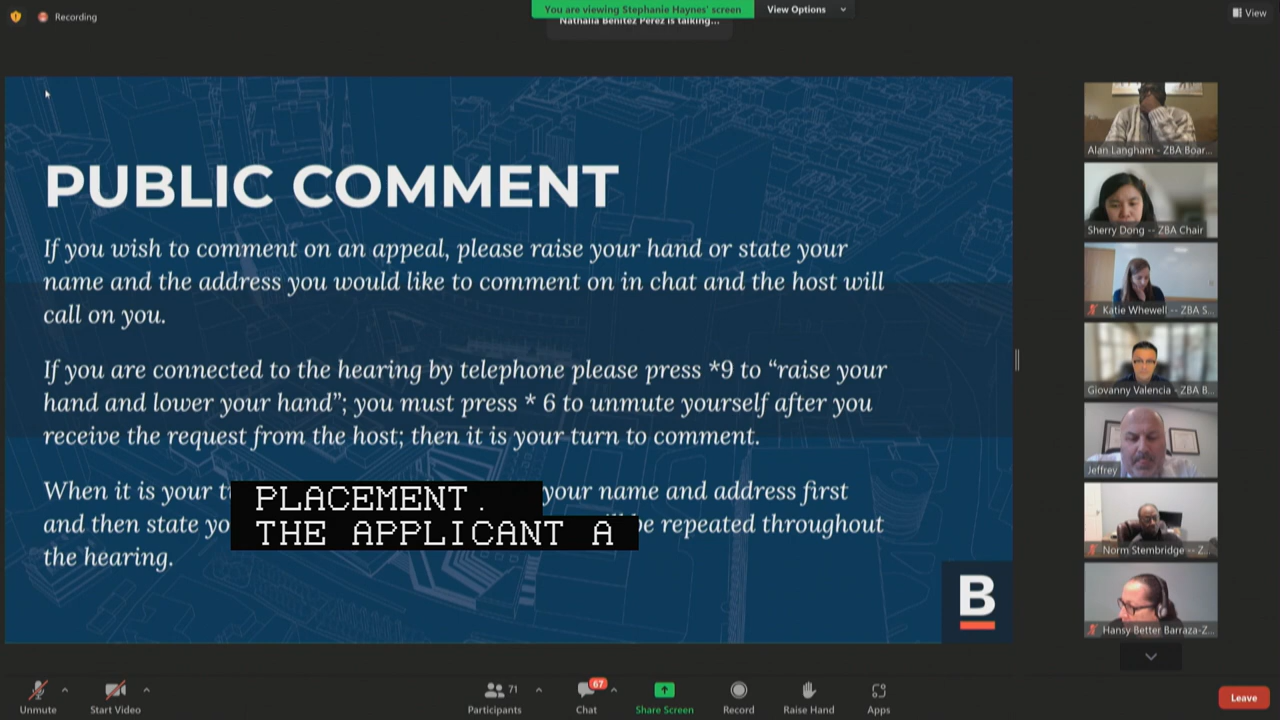 You are viewing Stephanie Haynes' screen
View Options
Recording
Nathalia Benitez Perez is talking...
View
PUBLIC COMMENT
If you wish to comment on an appeal, please raise your hand or state your
name and the address you would like to comment on in chat and the host will
call on you.
If you are connected to the hearing by telephone please press *9 to “raise your
hand and lower your hand”; you must press * 6 to unmute yourself after you
receive the request from the host; then it is your turn to comment.
When it is your your name and address first
and then state be repeated throughout
the hearing.
PLACEMENT.
THE APPLICANT A
B
Alan Langham - ZBA Boar...
Sherry Dong -- ZBA Chair
Katie Whewell -- ZBA S...
Giovanny Valencia - ZBA B...
Jeffrey
Norm Stembridge -- Z...
Hansy Better Barraza-Z...
Unmute
Start Video
Participants
71
Chat
67
Share Screen
Record
Raise Hand
Apps
Leave